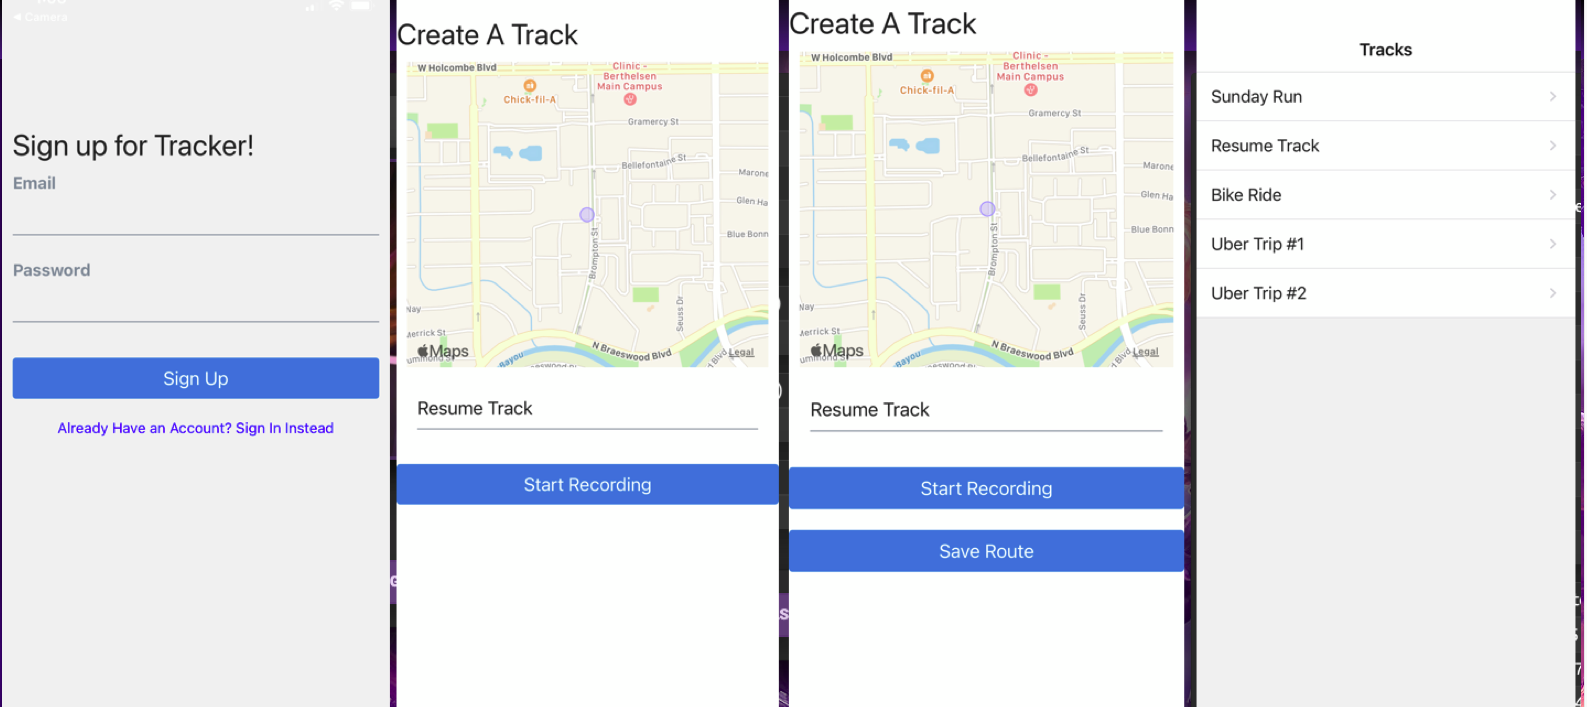 Camera
Sign up for Tracker!
Email
Password
Sign Up
Already Have an Account? Sign In Instead
Create A Track
W Holcombe Blvd
Clinic -
Berthelsen
Main Campus
Chick-fil-A
Gramercy St
Bellefontaine St
Marone
Glen Ha
Blue Bonn
Brompton St
Seuss Dr
Nay
Merrick St
N Braeswood Blvd
Maps
Bayou
Blvd
Legal
Resume Track
Start Recording
Create A Track
W Holcombe Blvd
Clinic -
Berthelsen
Main Campus
Chick-fil-A
Gramercy St
Bellefontaine St
Marone
Glen Ha
Blue Bonn
Brompton St
Seuss Dr
Nay
Merrick St
N Braeswood Blvd
Maps
Bayou
Blvd
Legal
Resume Track
Start Recording
Save Route
Tracks
Sunday Run
Resume Track
Bike Ride
Uber Trip #1
Uber Trip #2